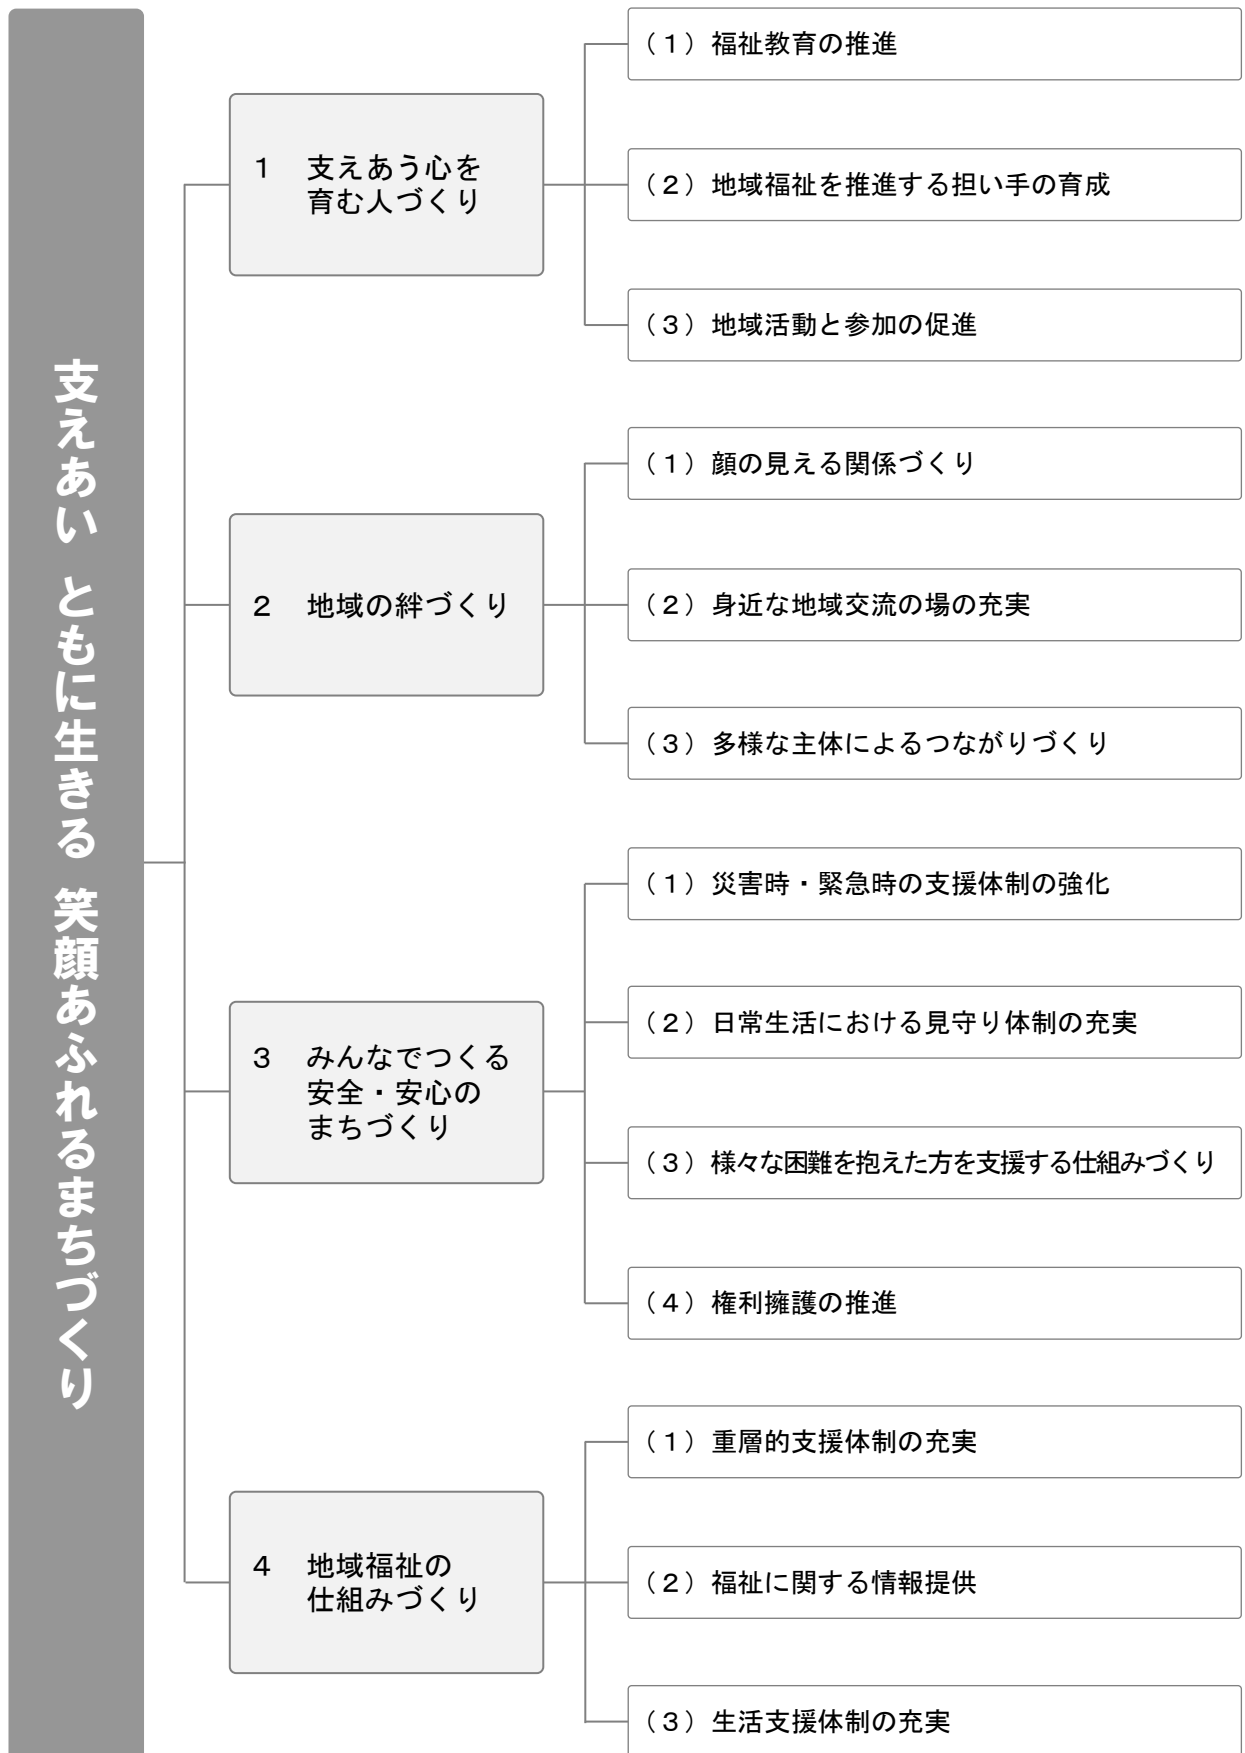 支えあい ともに生きる 笑顔あふれるまちづくり
1 支えあう心を
育む人づくり
(1)福祉教育の推進
(2)地域福祉を推進する担い手の育成
(3)地域活動と参加の促進
2 地域の絆づくり
(1)顔の見える関係づくり
(2)身近な地域交流の場の充実
(3)多様な主体によるつながりづくり
3 みんなでつくる
安全・安心の
まちづくり
(1)災害時・緊急時の支援体制の強化
(2)日常生活における見守り体制の充実
(3)様々な困難を抱えた方を支援する仕組みづくり
(4)権利擁護の推進
4 地域福祉の
仕組みづくり
(1)重層的支援体制の充実
(2)福祉に関する情報提供
(3)生活支援体制の充実